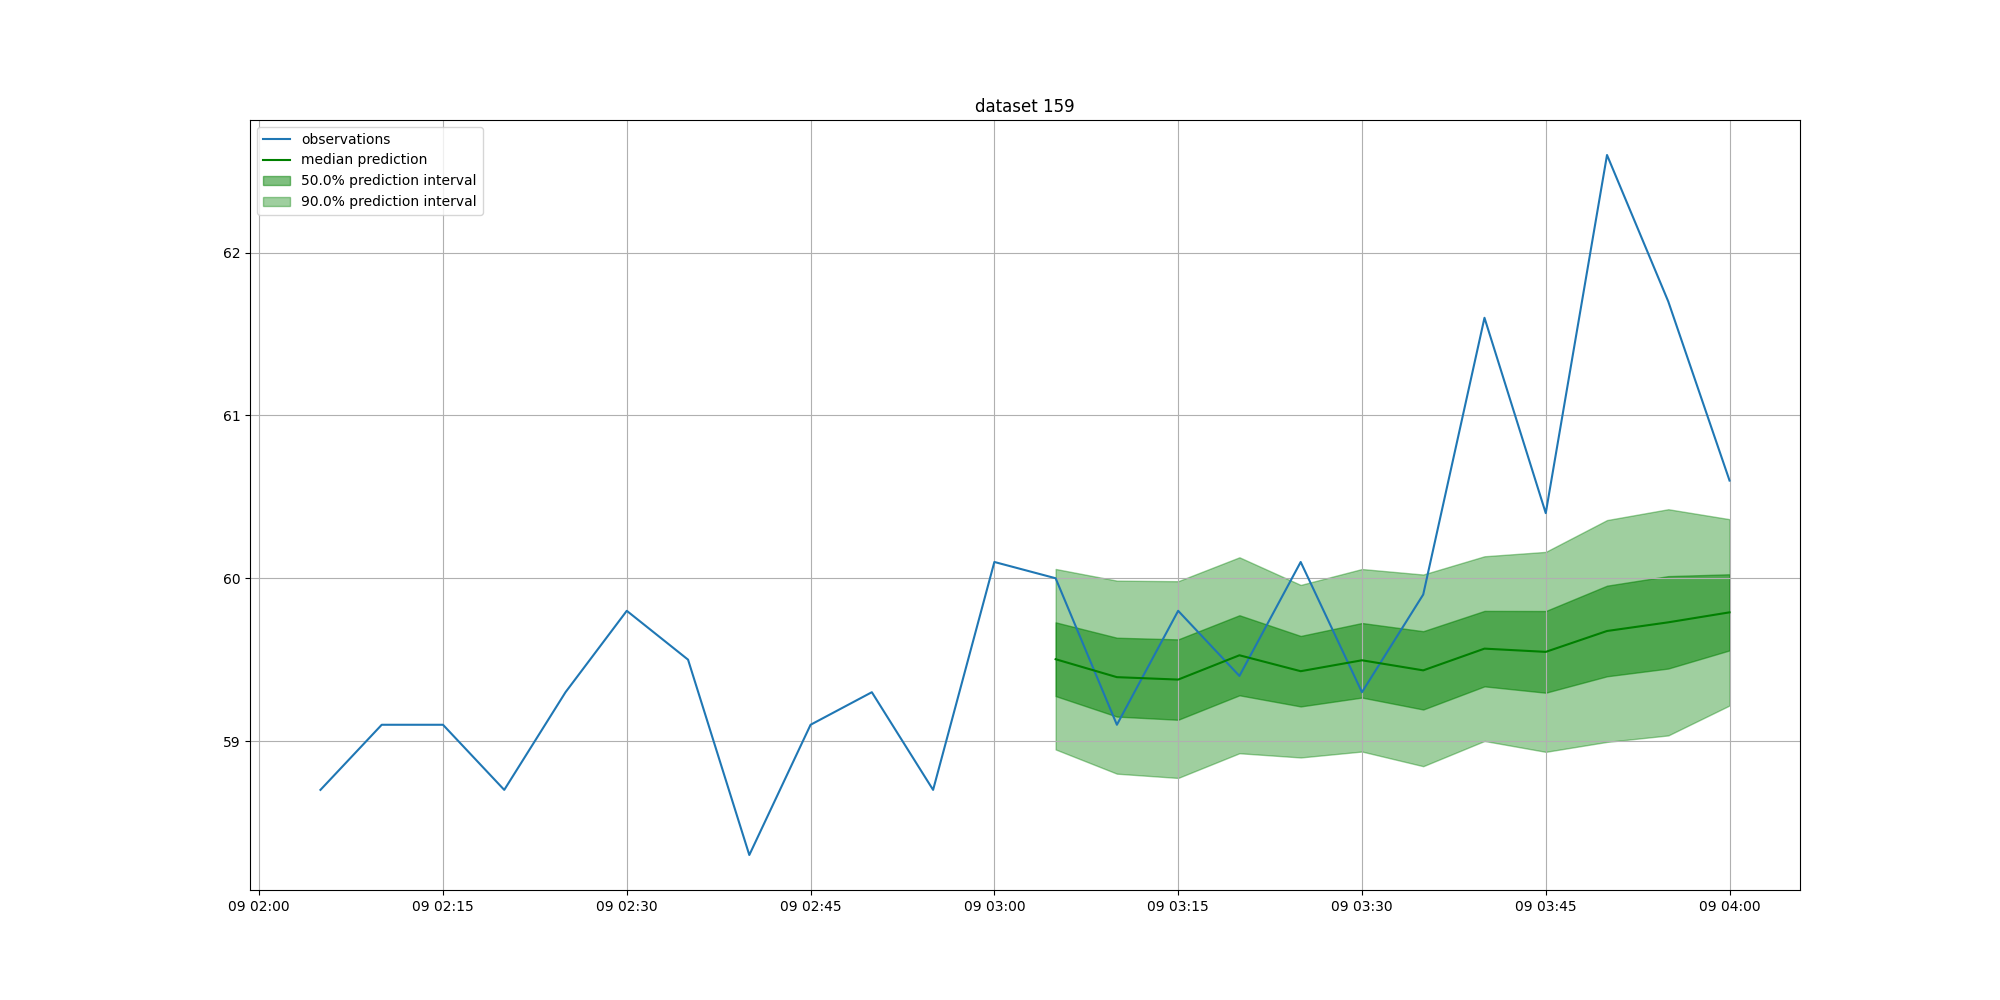 dataset 159
observations
median prediction
50.0% prediction interval
90.0% prediction interval
62
61
60
59
09 02:00 09 02:15 09 02:30 09 02:45 09 03:00 09 03:15 09 03:30 09 03:45 09 04:00